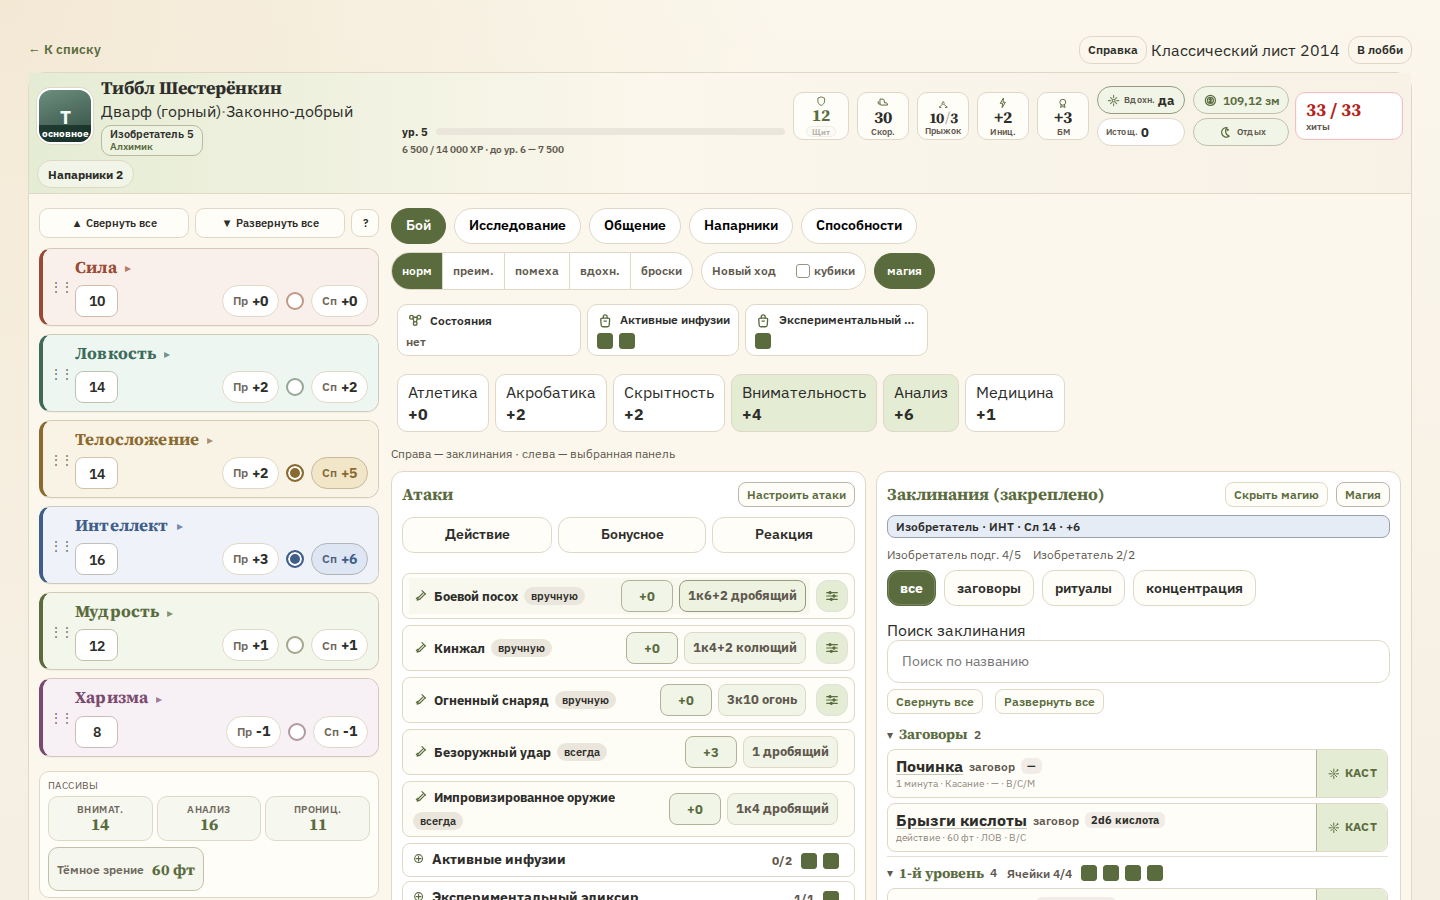 ← К списку
Справка
Классический лист 2014
В лобби
Т
основное
Тиббл Шестерёнкин
Дварф (горный)·Законно-добрый
Изобретатель 5
Алхимик
Напарники 2
ур. 5
6 500 / 14 000 XP · до ур. 6 — 7 500
12
Щит
30
Скор.
10/3
Прыжок
+2
Иниц.
+3
БМ
Вдохн. да
Истощ. 0
109,12 зм
Отдых
33 / 33
хиты
▲ Свернуть все
▼ Развернуть все
?
Сила ▸
10
Пр +0
Сп +0
Ловкость ▸
14
Пр +2
Сп +2
Телосложение ▸
14
Пр +2
Сп +5
Интеллект ▸
16
Пр +3
Сп +6
Мудрость ▸
12
Пр +1
Сп +1
Харизма ▸
8
Пр -1
Сп -1
ПАССИВЫ
ВНИМАТ.
14
АНАЛИЗ
16
ПРОНИЦ.
11
Тёмное зрение 60 фт
Бой
Исследование
Общение
Напарники
Способности
норм
преим.
помеха
вдохн.
броски
Новый ход
кубики
магия
Состояния
нет
Активные инфузии
Экспериментальный ...
Атлетика
+0
Акробатика
+2
Скрытность
+2
Внимательность
+4
Анализ
+6
Медицина
+1
Справа — заклинания · слева — выбранная панель
Атаки
Настроить атаки
Действие
Бонусное
Реакция
Боевой посох вручную +0 1к6+2 дробящий
Кинжал вручную +0 1к4+2 колющий
Огненный снаряд вручную +0 3к10 огонь
Безоружный удар всегда +3 1 дробящий
Импровизированное оружие
всегда
+0 1к4 дробящий
Активные инфузии 0/2
Экспериментальный эликсир 1/1
Заклинания (закреплено)
Скрыть магию
Магия
Изобретатель · ИНТ · Сл 14 · +6
Изобретатель подг. 4/5 Изобретатель 2/2
все
заговоры
ритуалы
концентрация
Поиск заклинания
Поиск по названию
Свернуть все
Развернуть все
▾ Заговоры 2
Починка заговор —
1 минута · Касание · — · В/С/М
КАСТ
Брызги кислоты заговор 2d6 кислота
действие · 60 фт · ЛОВ · В/С
КАСТ
▾ 1-й уровень 4 Ячейки 4/4